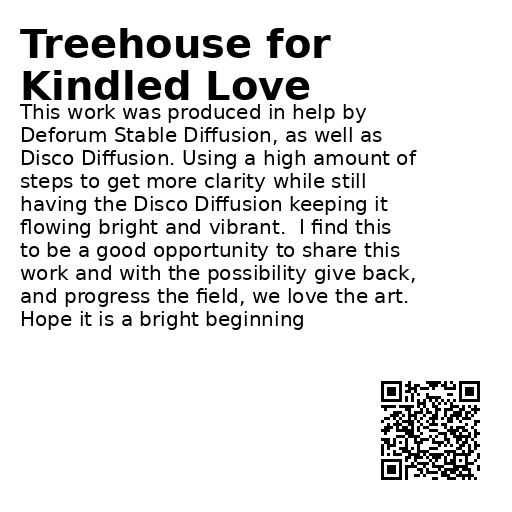 Treehouse for
Kindled Love
This work was produced in help by
Deforum Stable Diffusion, as well as
Disco Diffusion. Using a high amount of
steps to get more clarity while still
having the Disco Diffusion keeping it
flowing bright and vibrant.  I find this
to be a good opportunity to share this
work and with the possibility give back,
and progress the field, we love the art.
Hope it is a bright beginning